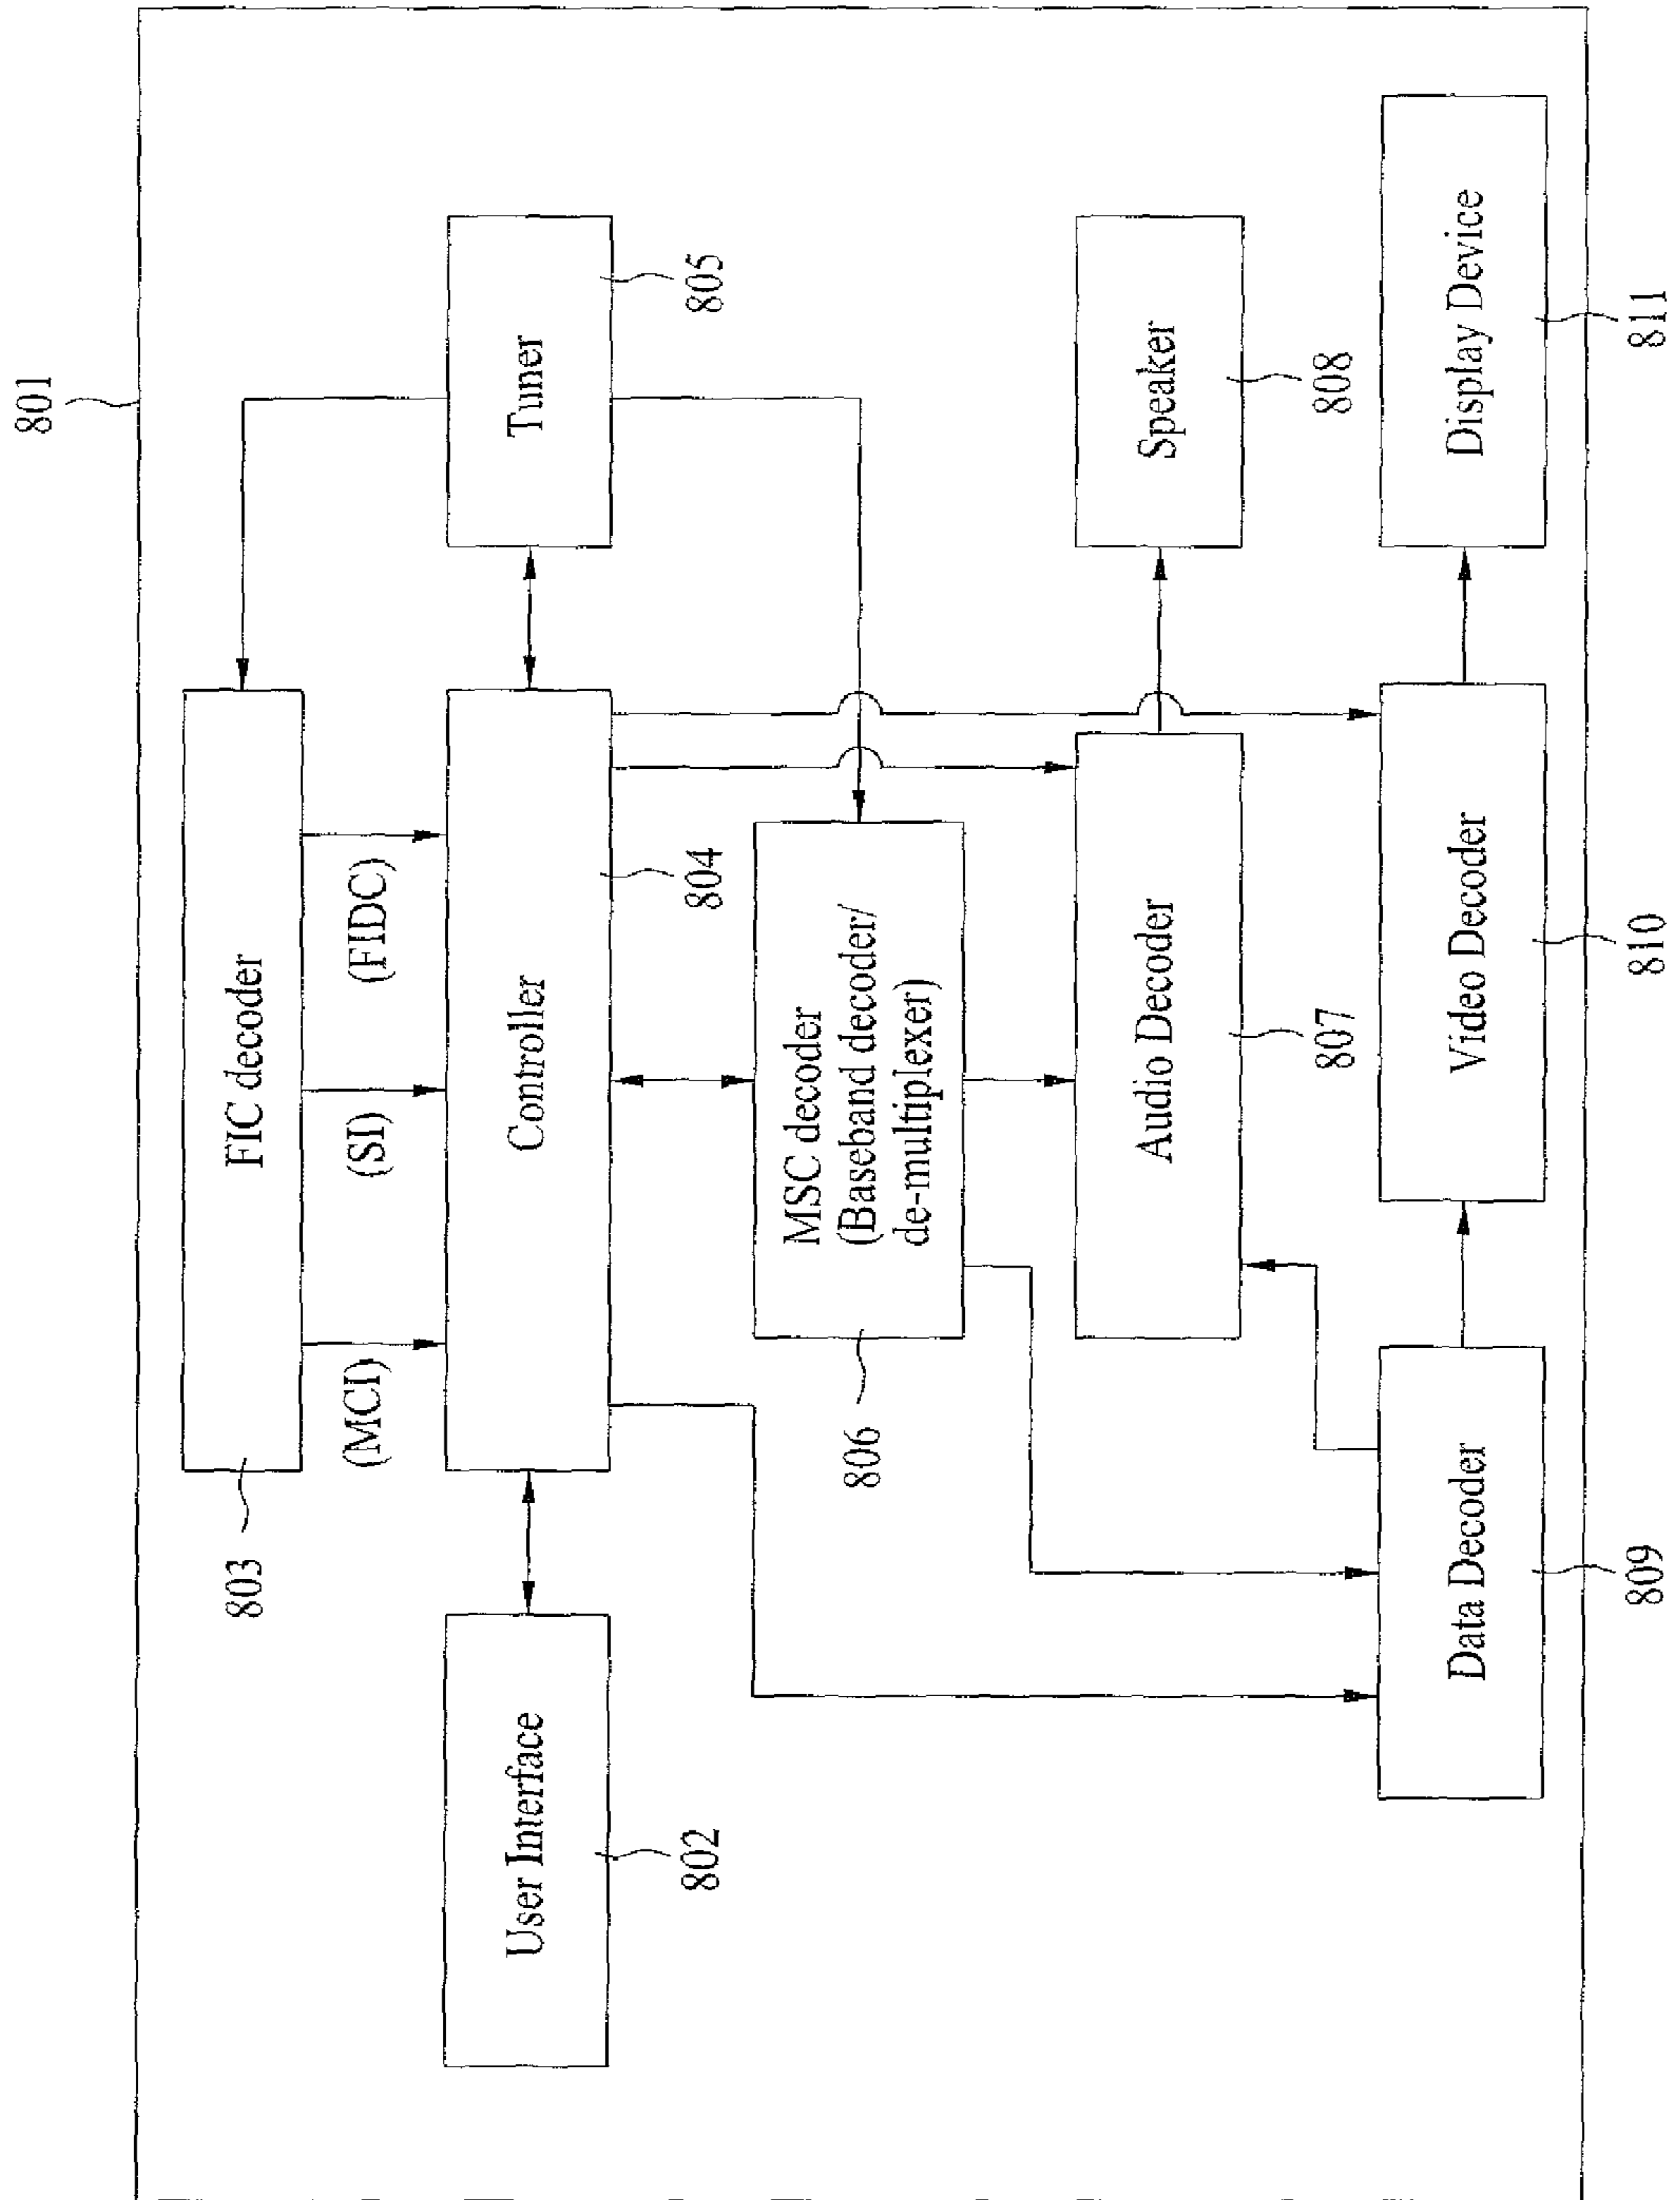 801
FIC decoder
803
(MCI)
(SI)
(FIDC)
User Interface
802
Controller
804
Tuner
805
MSC decoder
(Baseband decoder/
de-multiplexer)
806
Audio Decoder
807
Speaker
808
Data Decoder
809
Video Decoder
810
Display Device
811